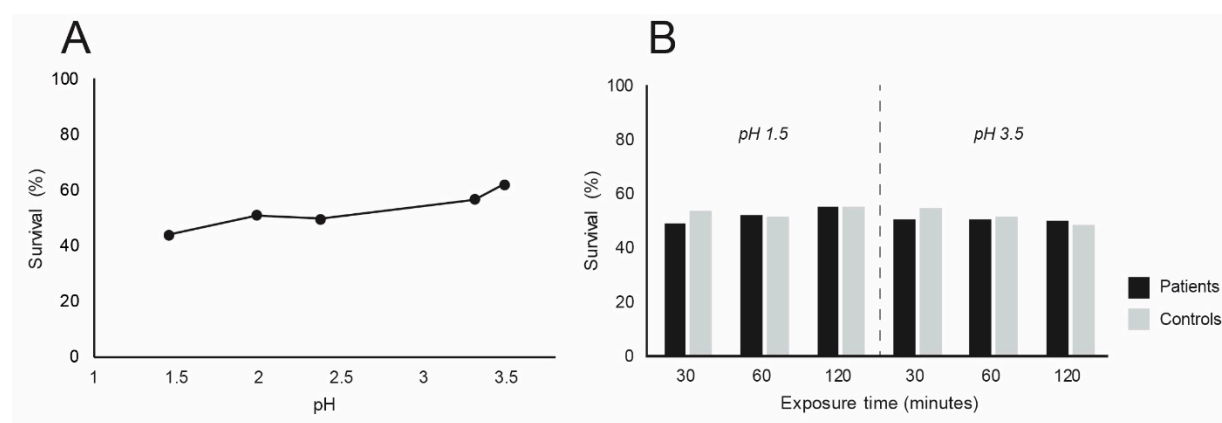 A
100
80
60
40
20
0
Survival (%)
1 1.5 2 2.5 3 3.5
pH
B
100
80
60
40
20
0
Survival (%)
pH 1.5 pH 3.5
30 60 120 30 60 120
Exposure time (minutes)
Patients
Controls